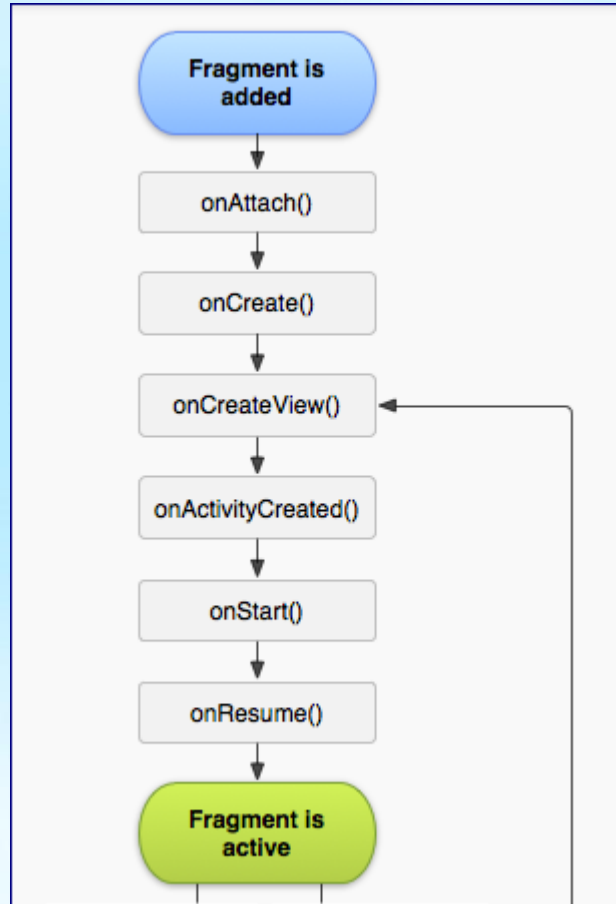 Fragment is
added
onAttach()
onCreate()
onCreateView()
onActivityCreated()
onStart()
onResume()
Fragment is
active